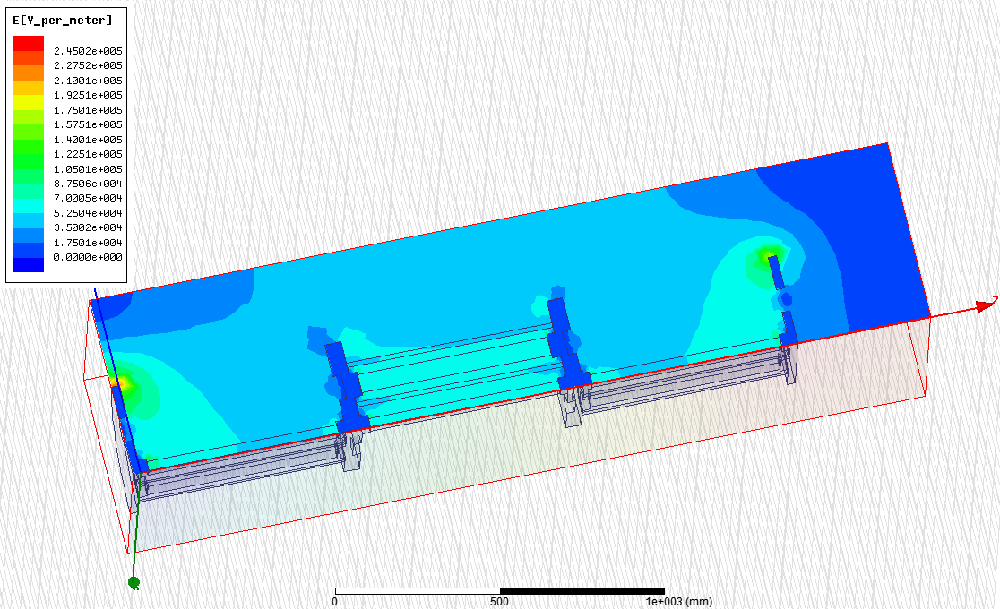 E[V_per_meter]
2.4502e+005
2.2752e+005
2.1001e+005
1.9251e+005
1.7501e+005
1.5751e+005
1.4001e+005
1.2251e+005
1.0501e+005
8.7506e+004
7.0005e+004
5.2504e+004
3.5002e+004
1.7501e+004
0.0000e+000
Z
0 500 1e+003 (mm)